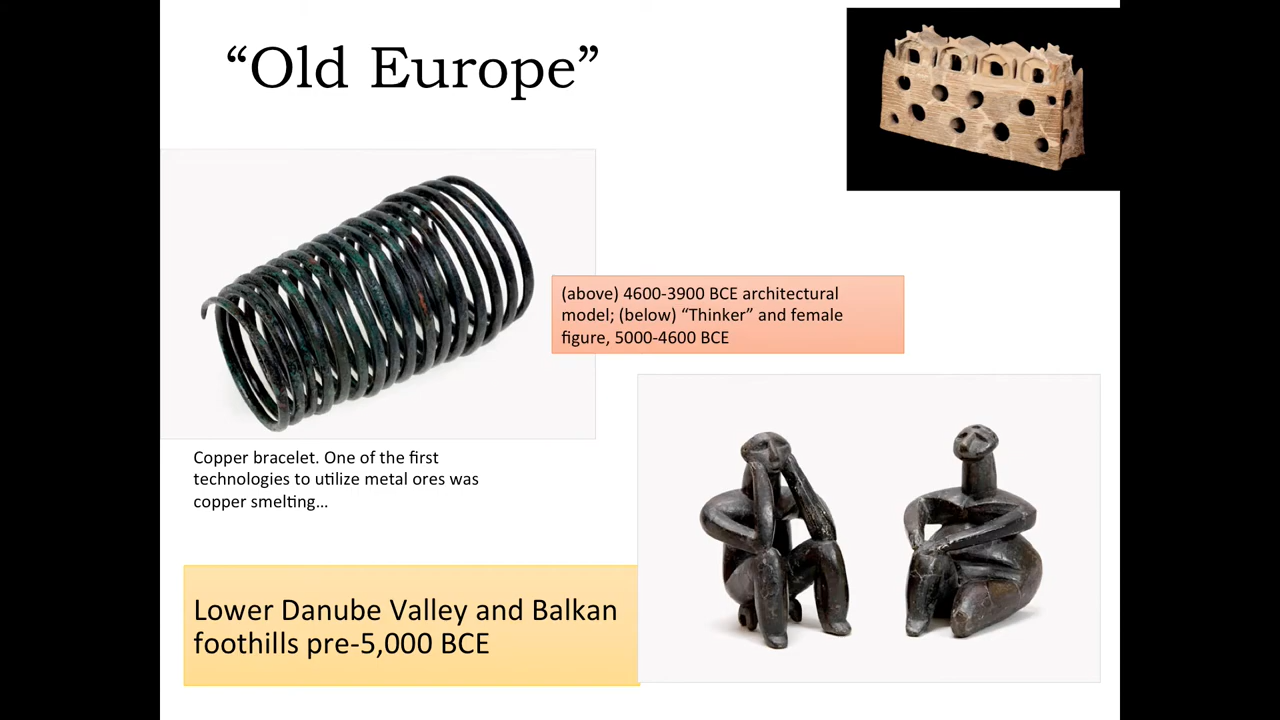 “Old Europe”
(above) 4600-3900 BCE architectural
model; (below) “Thinker” and female
figure, 5000-4600 BCE
Copper bracelet. One of the first
technologies to utilize metal ores was
copper smelting…
Lower Danube Valley and Balkan
foothills pre-5,000 BCE